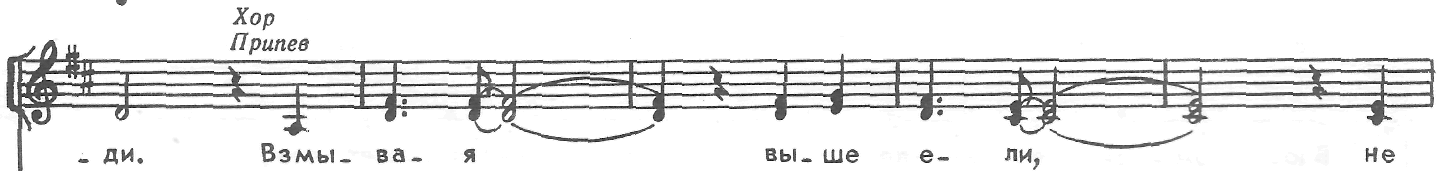 Хор
Припев
- ди. Взмы- ва- я вы- ше е- ли, не